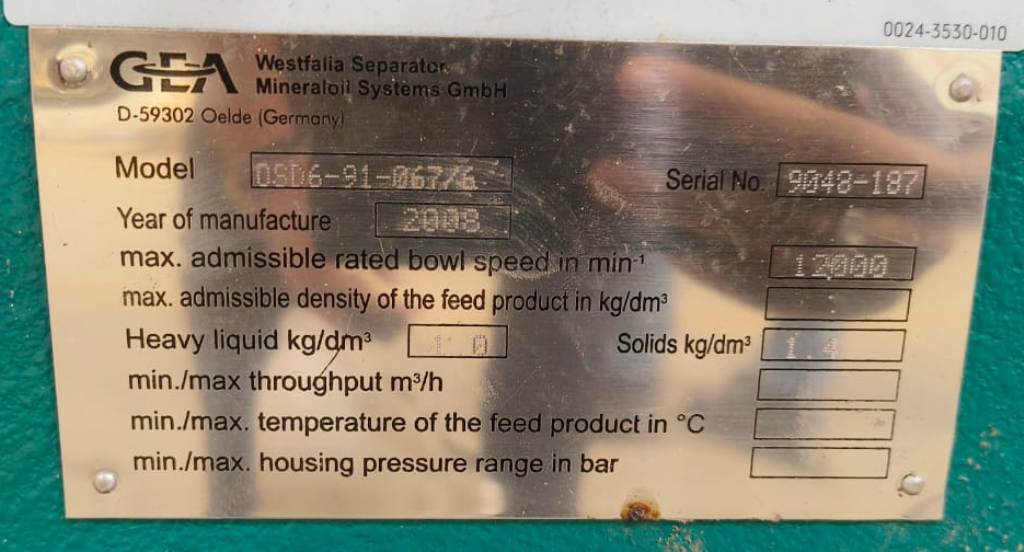 0024-3530-010
GEA Westfalia Separator
Mineraloil Systems GmbH
D-59302 Oelde (Germany)
Model OSD6-91-067/6 Serial No. 9048-187
Year of manufacture 2008
max. admissible rated bowl speed in min⁻¹ 12000
max. admissible density of the feed product in kg/dm³
Heavy liquid kg/dm³ 1.0 Solids kg/dm³ 1.4
min./max throughput m³/h
min./max. temperature of the feed product in °C
min./max. housing pressure range in bar